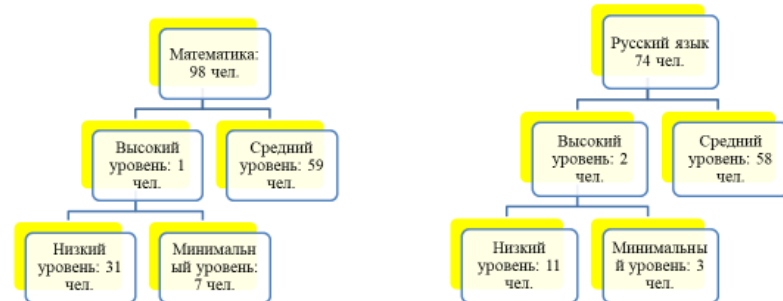 Математика:
98 чел.
Высокий
уровень: 1
чел.
Средний
уровень: 59
чел.
Низкий
уровень: 31
чел.
Минимальн
ый уровень:
7 чел.
Русский язык
74 чел.
Высокий
уровень: 2
чел.
Средний
уровень: 58
чел.
Низкий
уровень: 11
чел.
Минимальны
й уровень: 3
чел.